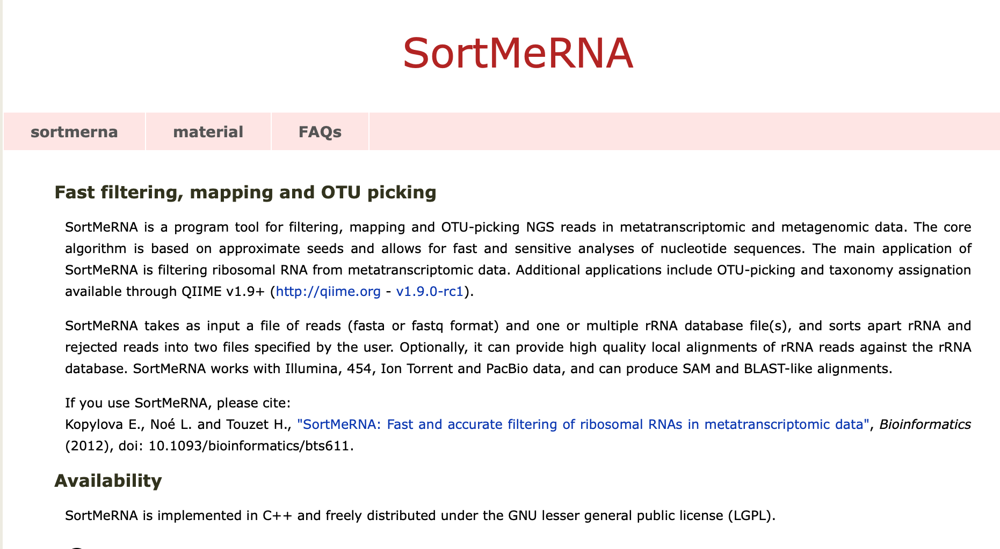 SortMeRNA
sortmerna
material
FAQs
Fast filtering, mapping and OTU picking
SortMeRNA is a program tool for filtering, mapping and OTU-picking NGS reads in metatranscriptomic and metagenomic data. The core
algorithm is based on approximate seeds and allows for fast and sensitive analyses of nucleotide sequences. The main application of
SortMeRNA is filtering ribosomal RNA from metatranscriptomic data. Additional applications include OTU-picking and taxonomy assignation
available through QIIME v1.9+ (http://qiime.org - v1.9.0-rc1).
SortMeRNA takes as input a file of reads (fasta or fastq format) and one or multiple rRNA database file(s), and sorts apart rRNA and
rejected reads into two files specified by the user. Optionally, it can provide high quality local alignments of rRNA reads against the rRNA
database. SortMeRNA works with Illumina, 454, Ion Torrent and PacBio data, and can produce SAM and BLAST-like alignments.
If you use SortMeRNA, please cite:
Kopylova E., Noé L. and Touzet H., "SortMeRNA: Fast and accurate filtering of ribosomal RNAs in metatranscriptomic data", Bioinformatics
(2012), doi: 10.1093/bioinformatics/bts611.
Availability
SortMeRNA is implemented in C++ and freely distributed under the GNU lesser general public license (LGPL).